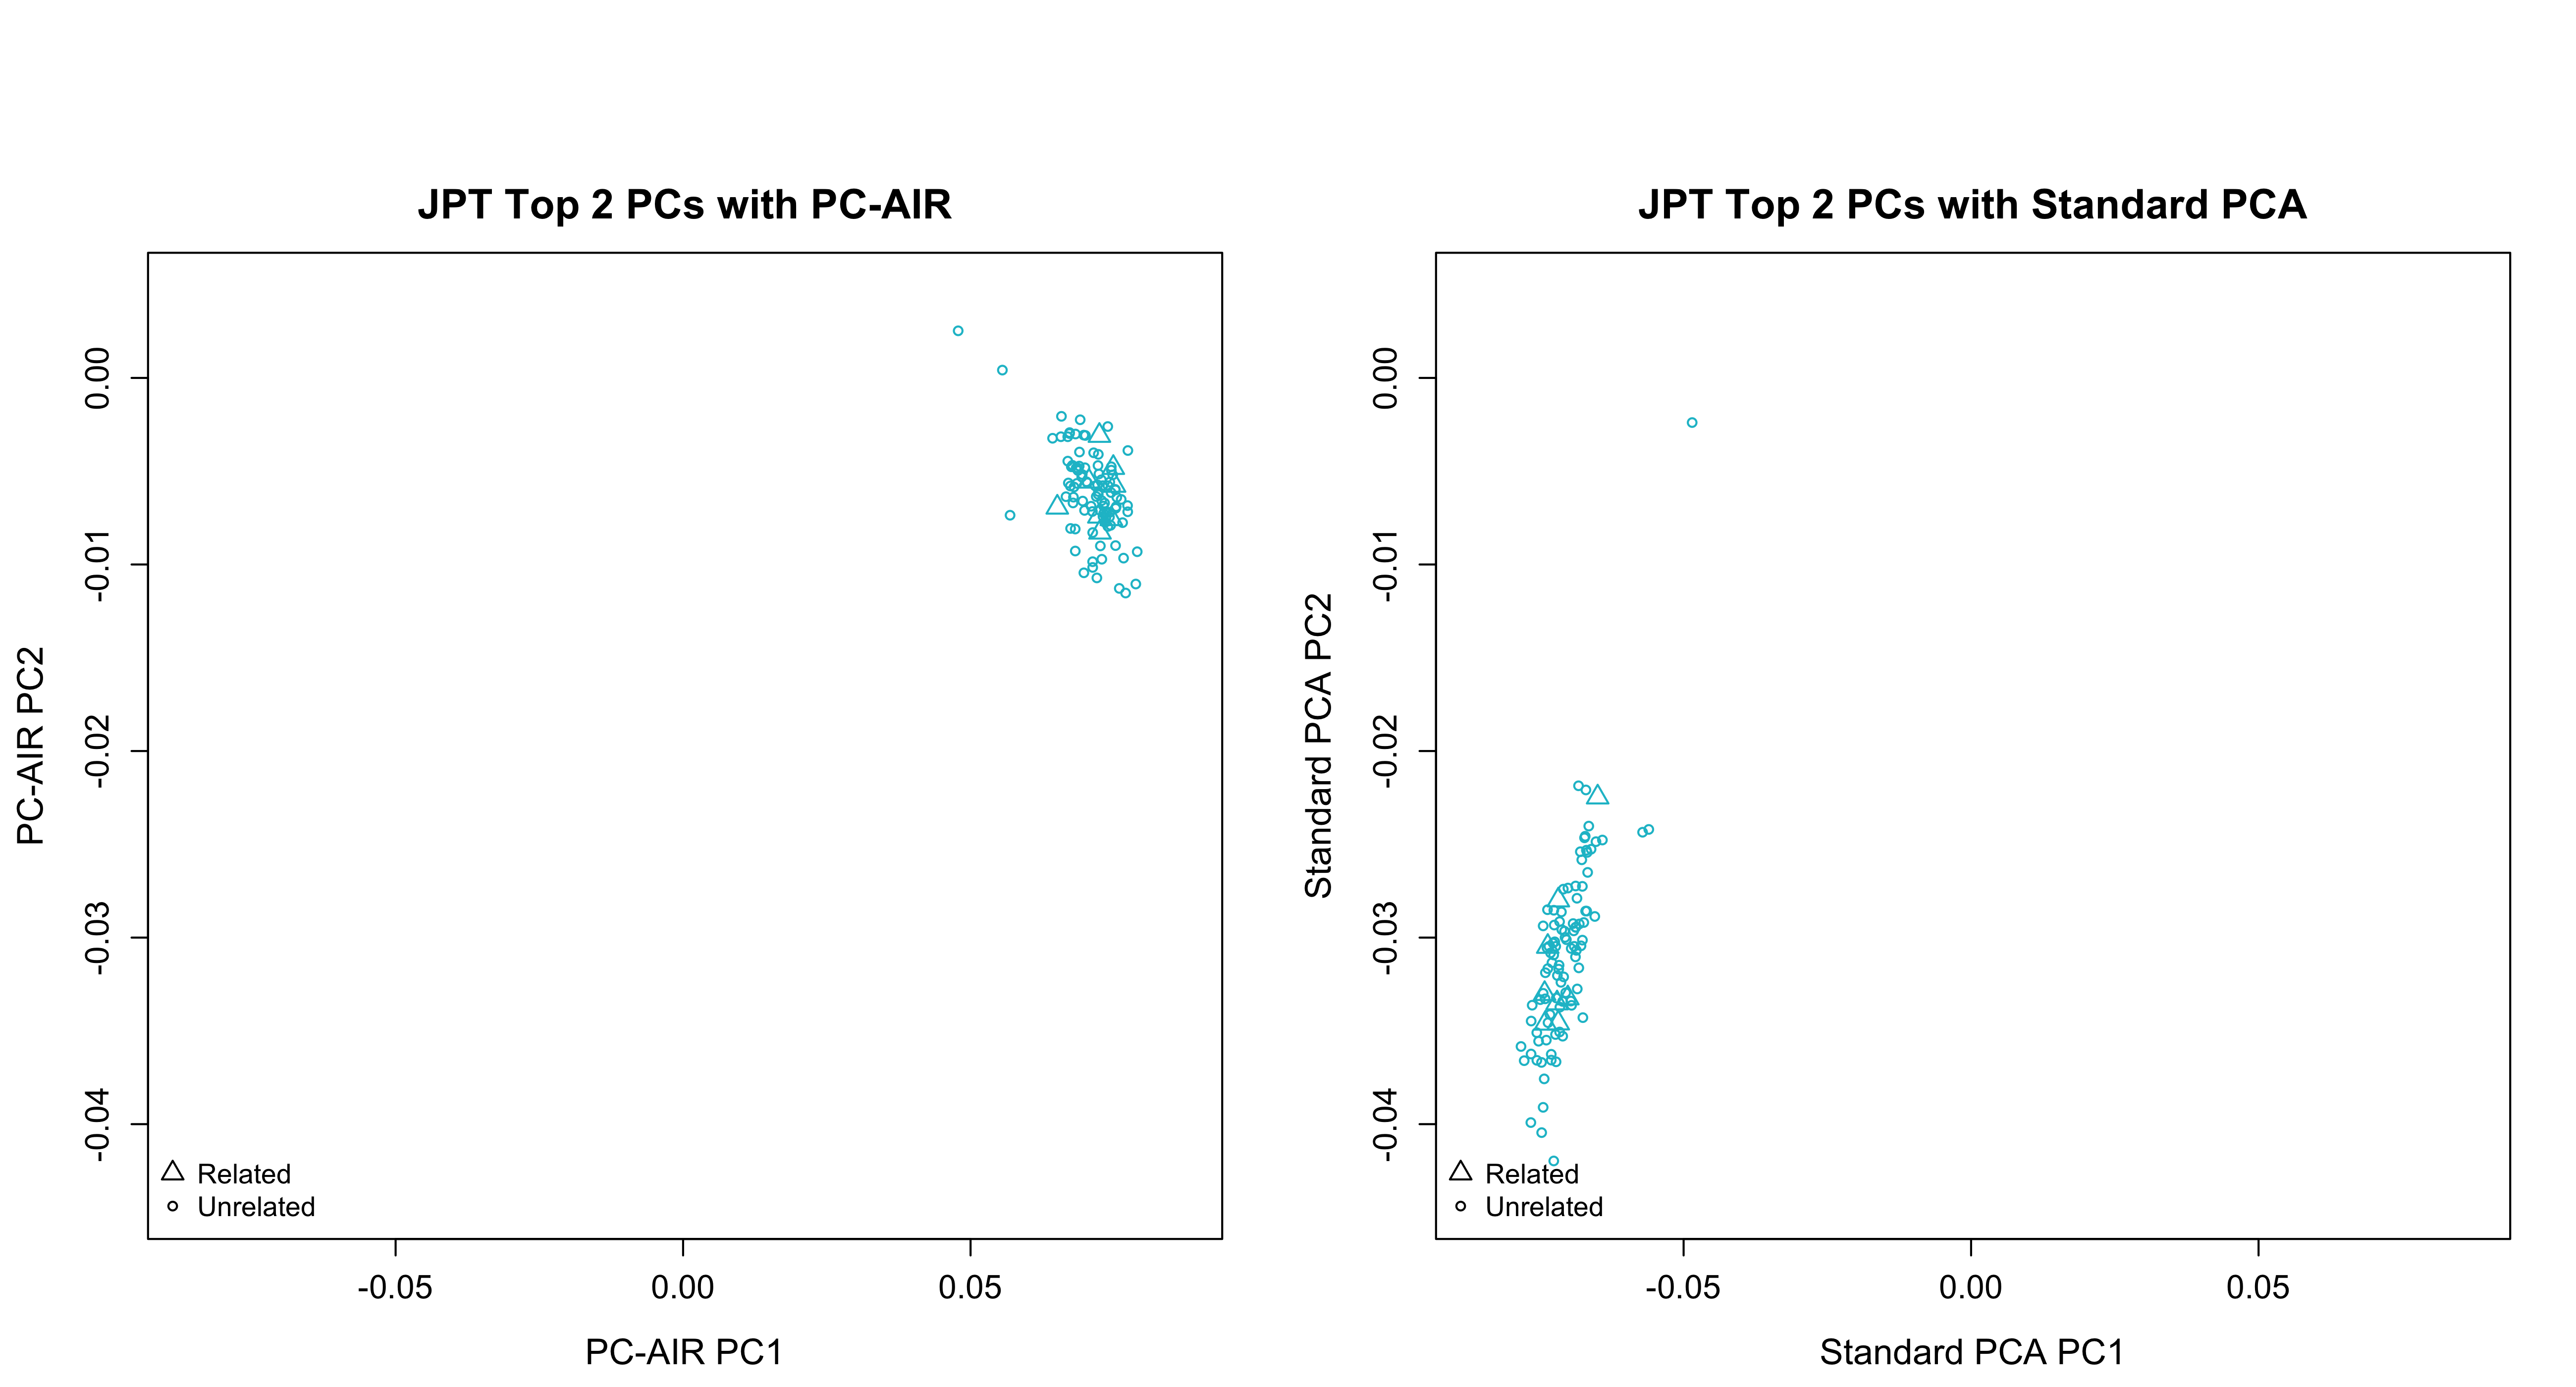 JPT Top 2 PCs with PC-AIR
PC-AIR PC2
0.00
-0.01
-0.02
-0.03
-0.04
Related
Unrelated
-0.05
0.00
0.05
PC-AIR PC1
JPT Top 2 PCs with Standard PCA
Standard PCA PC2
0.00
-0.01
-0.02
-0.03
-0.04
Related
Unrelated
-0.05
0.00
0.05
Standard PCA PC1